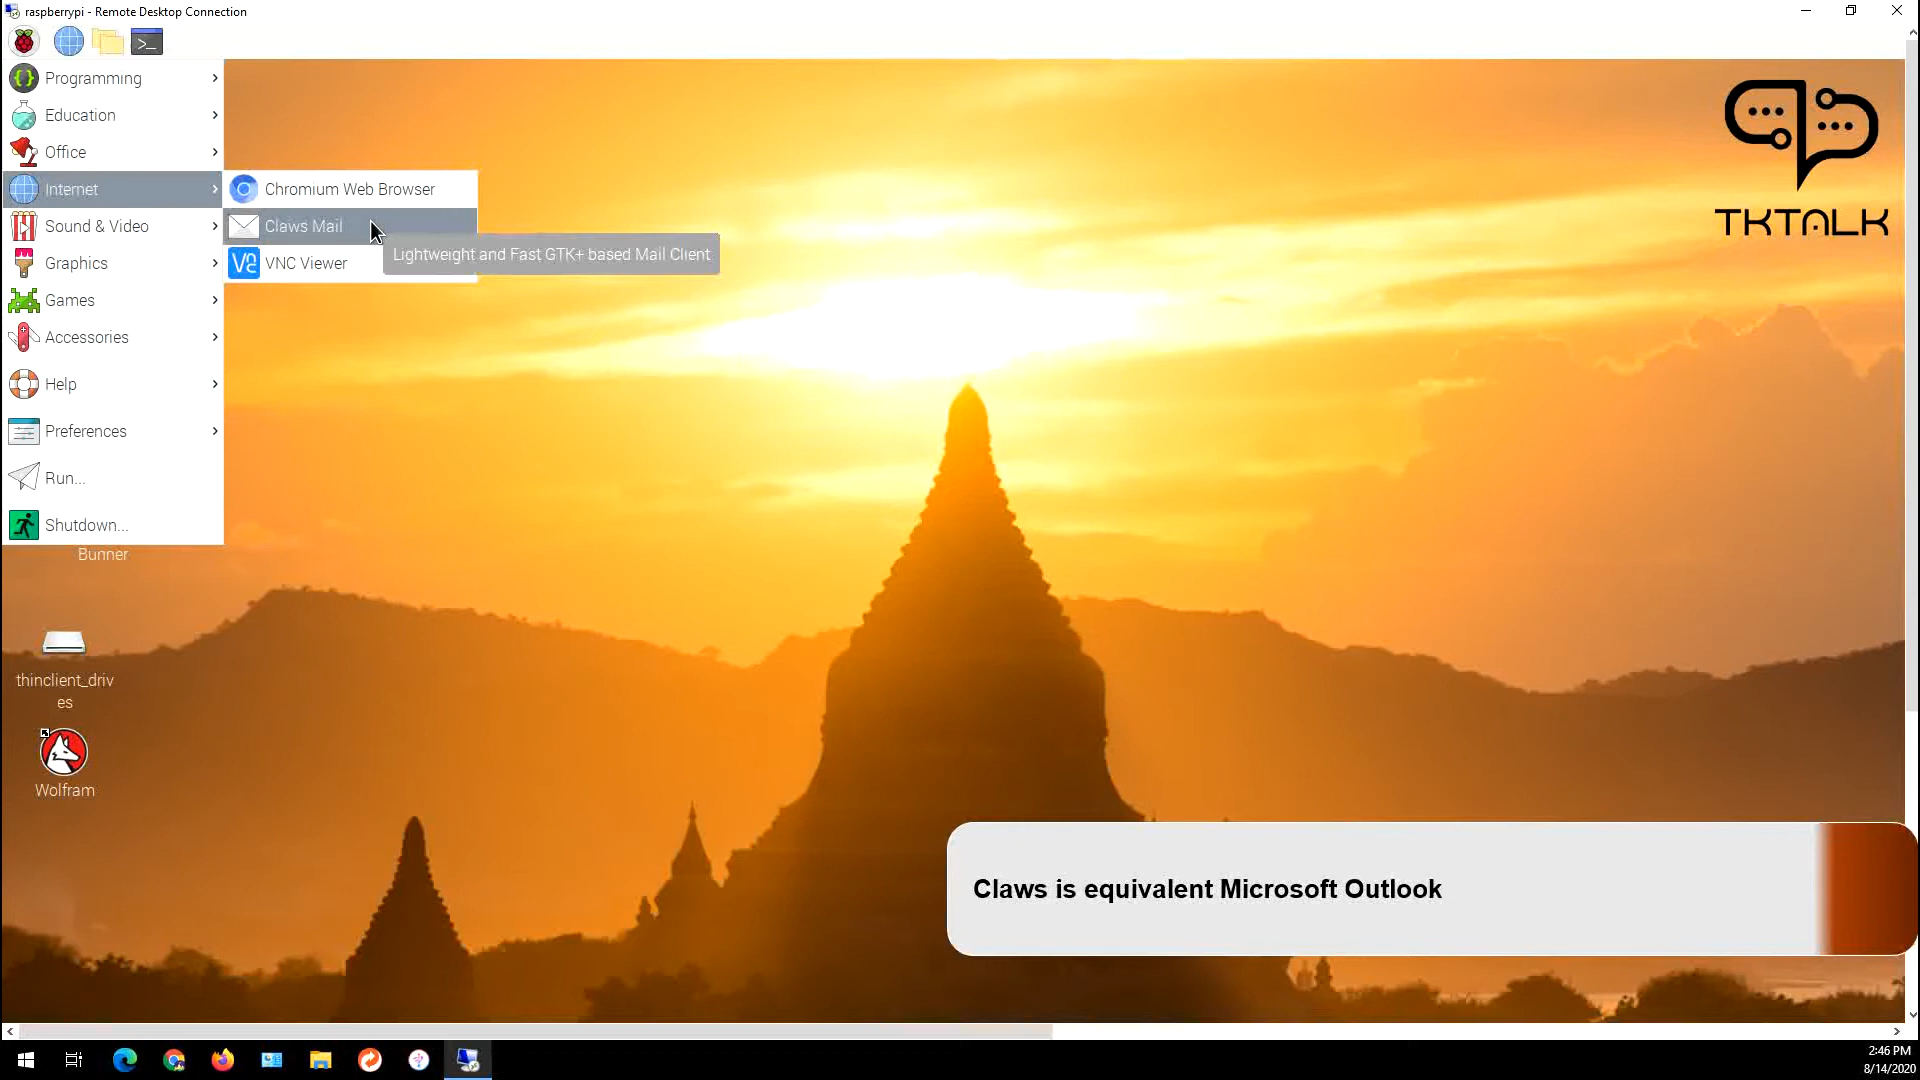 raspberrypi - Remote Desktop Connection
Programming
Education
Office
Internet
Chromium Web Browser
Sound & Video
Claws Mail
Lightweight and Fast GTK+ based Mail Client
Graphics
VNC Viewer
Games
Accessories
Help
Preferences
Run...
Shutdown...
Bunner
thinclient_driv
es
Wolfram
TKTALK
Claws is equivalent Microsoft Outlook
2:46 PM
8/14/2020